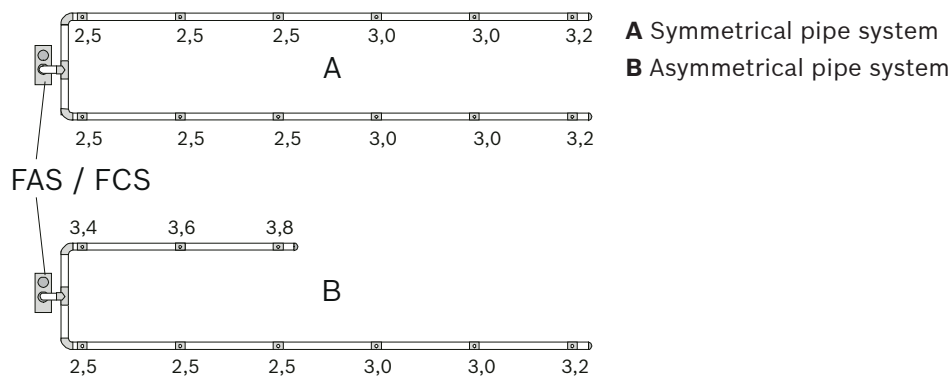 2,5 2,5 2,5 3,0 3,0 3,2
A
2,5 2,5 2,5 3,0 3,0 3,2
FAS / FCS
3,4 3,6 3,8
B
2,5 2,5 2,5 3,0 3,0 3,2
A Symmetrical pipe system
B Asymmetrical pipe system